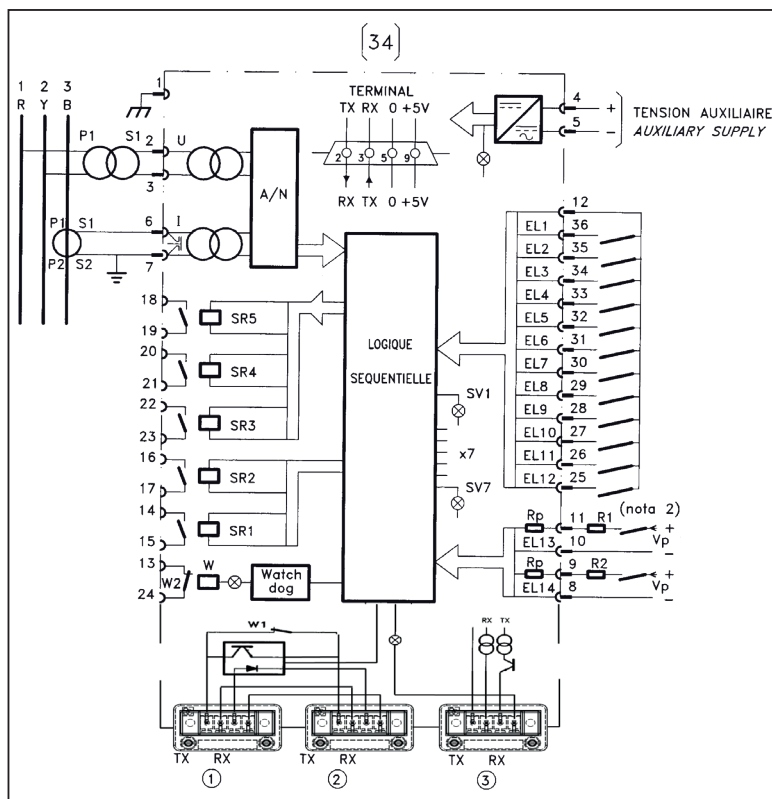 (34)
1 2 3
R Y B
1
TERMINAL
TX RX 0 +5V
2 3 5 9
RX TX 0 +5V
4 +
5 −
TENSION AUXILIAIRE
AUXILIARY SUPPLY
P1 S1 2 U
3
A/N
P1 S1 6 I
P2 S2 7
12
EL1 36
EL2 35
EL3 34
EL4 33
EL5 32
EL6 31
EL7 30
EL8 29
EL9 28
EL10 27
EL11 26
EL12 25
18
SR5
19
20
SR4
21
22
SR3
23
16
SR2
17
14
SR1
15
13
W2 W
24
Watch
dog
LOGIQUE
SEQUENTIELLE
SV1
x7
SV7
(nota 2)
Rp 11 R1 +
EL13 10 Vp −
Rp 9 R2 +
EL14 8 Vp −
W1
RX TX
TX RX
TX RX
TX RX
1
2
3